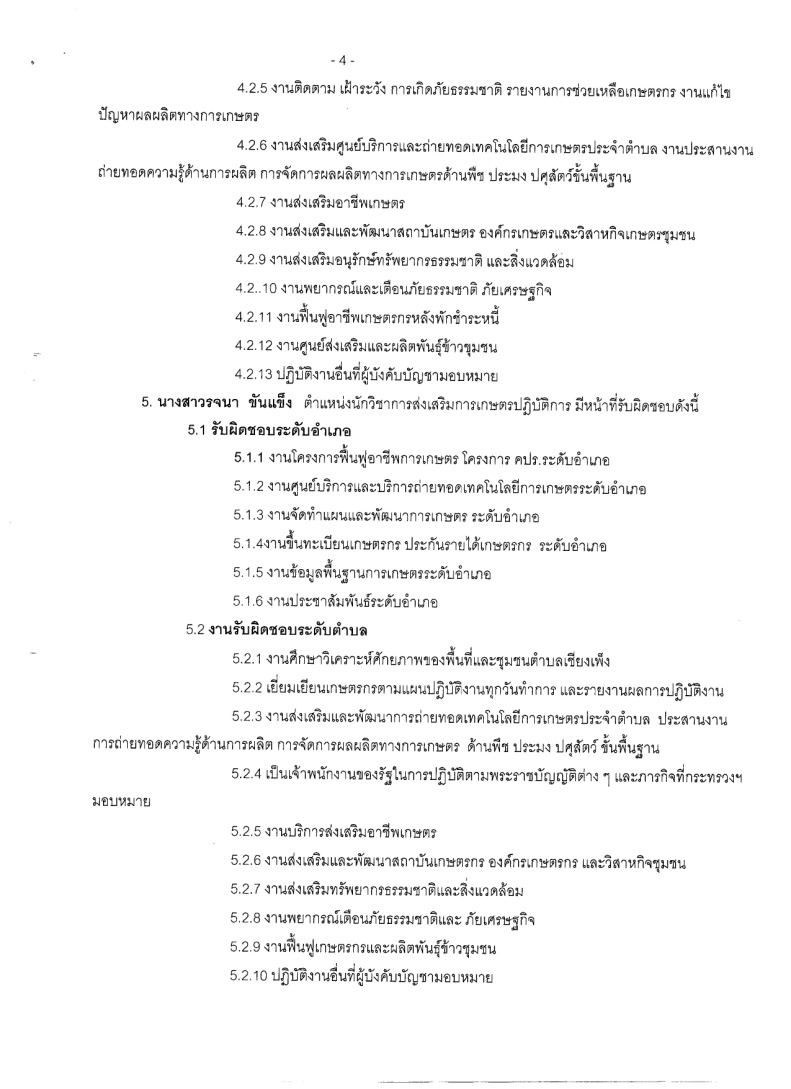 - 4 -
4.2.5 งานติดตาม เฝ้าระวัง การเกิดภัยธรรมชาติ รายงานการช่วยเหลือเกษตรกร งานแก้ไข
ปัญหาผลผลิตทางการเกษตร
4.2.6 งานส่งเสริมศูนย์บริการและถ่ายทอดเทคโนโลยีการเกษตรประจำตำบล งานประสานงาน
ถ่ายทอดความรู้ด้านการผลิต การจัดการผลผลิตทางการเกษตรด้านพืช ประมง ปศุสัตว์ขั้นพื้นฐาน
4.2.7 งานส่งเสริมอาชีพเกษตร
4.2.8 งานส่งเสริมและพัฒนาสถาบันเกษตร องค์กรเกษตรและวิสาหกิจเกษตรชุมชน
4.2.9 งานส่งเสริมอนุรักษ์ทรัพยากรธรรมชาติ และสิ่งแวดล้อม
4.2..10 งานพยากรณ์และเตือนภัยธรรมชาติ ภัยเศรษฐกิจ
4.2.11 งานฟื้นฟูอาชีพเกษตรกรหลังพักชำระหนี้
4.2.12 งานศูนย์ส่งเสริมและผลิตพันธุ์ข้าวชุมชน
4.2.13 ปฏิบัติงานอื่นที่ผู้บังคับบัญชามอบหมาย
5. นางสาวรจนา ขันแข็ง ตำแหน่งนักวิชาการส่งเสริมการเกษตรปฏิบัติการ มีหน้าที่รับผิดชอบดังนี้
5.1 รับผิดชอบระดับอำเภอ
5.1.1 งานโครงการฟื้นฟูอาชีพการเกษตร โครงการ คปร.ระดับอำเภอ
5.1.2 งานศูนย์บริการและบริการถ่ายทอดเทคโนโลยีการเกษตรระดับอำเภอ
5.1.3 งานจัดทำแผนและพัฒนาการเกษตร ระดับอำเภอ
5.1.4งานขึ้นทะเบียนเกษตรกร ประกันรายได้เกษตรกร ระดับอำเภอ
5.1.5 งานข้อมูลพื้นฐานการเกษตรระดับอำเภอ
5.1.6 งานประชาสัมพันธ์ระดับอำเภอ
5.2 งานรับผิดชอบระดับตำบล
5.2.1 งานศึกษาวิเคราะห์ศักยภาพของพื้นที่และชุมชนตำบลเชียงเพ็ง
5.2.2 เยี่ยมเยียนเกษตรกรตามแผนปฏิบัติงานทุกวันทำการ และรายงานผลการปฏิบัติงาน
5.2.3 งานส่งเสริมและพัฒนาการถ่ายทอดเทคโนโลยีการเกษตรประจำตำบล ประสานงาน
การถ่ายทอดความรู้ด้านการผลิต การจัดการผลผลิตทางการเกษตร ด้านพืช ประมง ปศุสัตว์ ขั้นพื้นฐาน
5.2.4 เป็นเจ้าพนักงานของรัฐในการปฏิบัติตามพระราชบัญญัติต่าง ๆ และภารกิจที่กระทรวงฯ
มอบหมาย
5.2.5 งานบริการส่งเสริมอาชีพเกษตร
5.2.6 งานส่งเสริมและพัฒนาสถาบันเกษตรกร องค์กรเกษตรกร และวิสาหกิจชุมชน
5.2.7 งานส่งเสริมทรัพยากรธรรมชาติและสิ่งแวดล้อม
5.2.8 งานพยากรณ์เตือนภัยธรรมชาติและ ภัยเศรษฐกิจ
5.2.9 งานฟื้นฟูเกษตรกรและผลิตพันธุ์ข้าวชุมชน
5.2.10 ปฏิบัติงานอื่นที่ผู้บังคับบัญชามอบหมาย